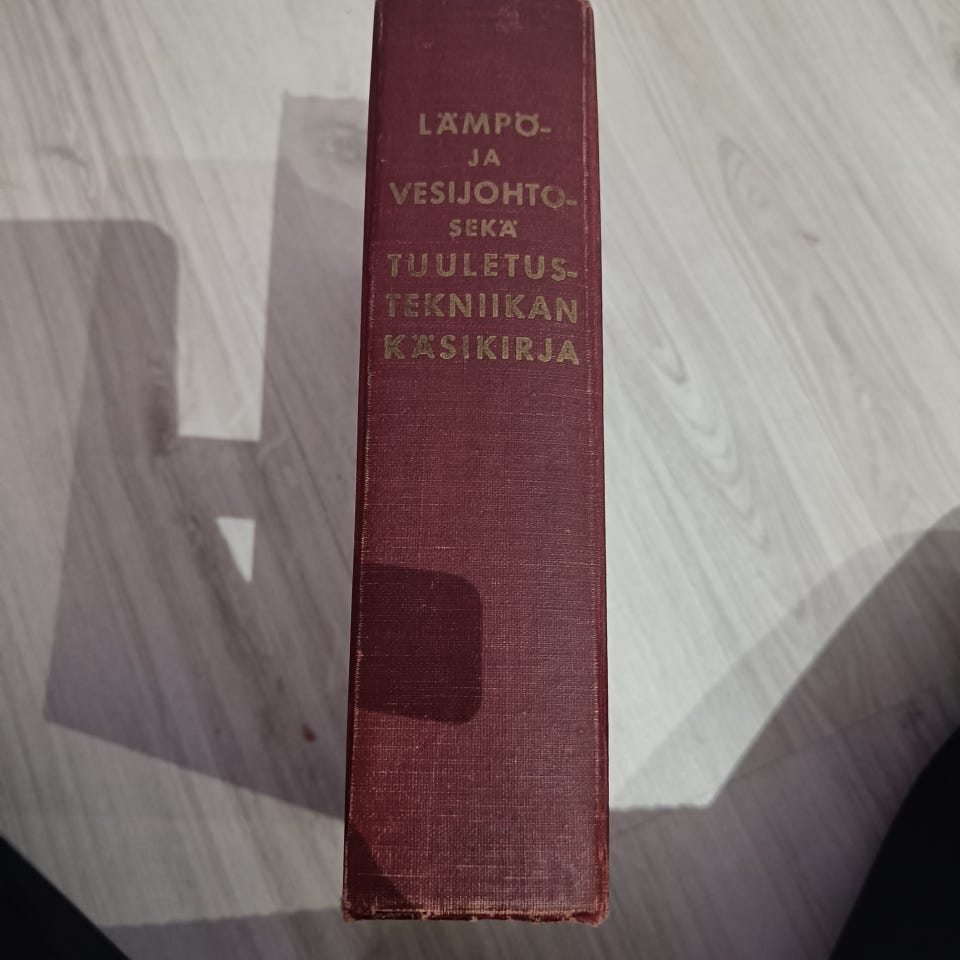 LÄMPÖ-
JA
VESIJOHTO-
SEKÄ
TUULETUS-
TEKNIIKAN
KÄSIKIRJA